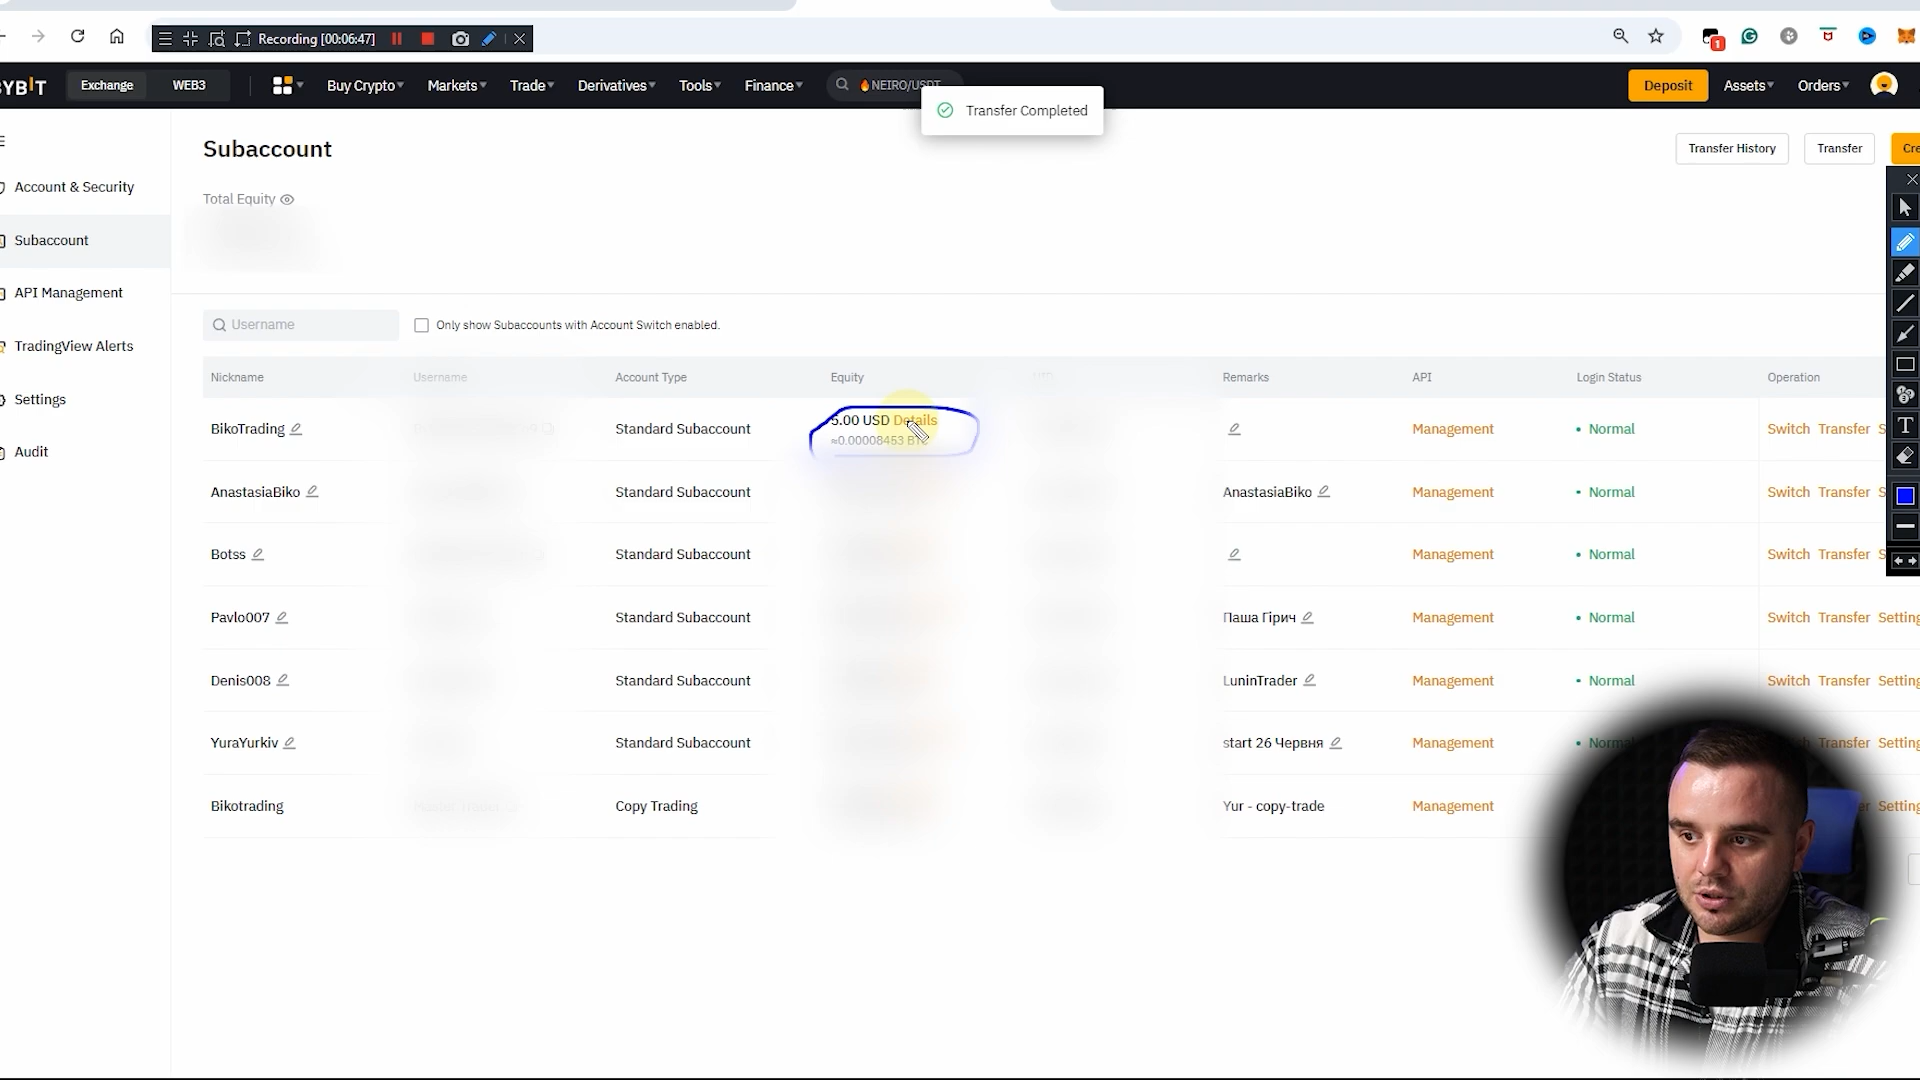 Recording [00:06:47]
1
BYBIT Exchange WEB3 Buy Crypto Markets Trade Derivatives Tools Finance NEIRO/USDT Deposit Assets Orders
Transfer Completed
Subaccount
Transfer History Transfer Cre
Account & Security
Subaccount
API Management
TradingView Alerts
Settings
Audit
Total Equity
Username
Only show Subaccounts with Account Switch enabled.
Nickname Username Account Type Equity Remarks API Login Status Operation
BikoTrading Standard Subaccount 5.00 USD Details Management Normal Switch Transfer S
≈0.00008453 BTC
AnastasiaBiko Standard Subaccount AnastasiaBiko Management Normal Switch Transfer S
Botss Standard Subaccount Management Normal Switch Transfer S
Pavlo007 Standard Subaccount Паша Гірич Management Normal Switch Transfer Setting
Denis008 Standard Subaccount LuninTrader Management Normal Switch Transfer Setting
YuraYurkiv Standard Subaccount start 26 Червня Management Normal Transfer Setting
Bikotrading Copy Trading Yur - copy-trade Management Setting